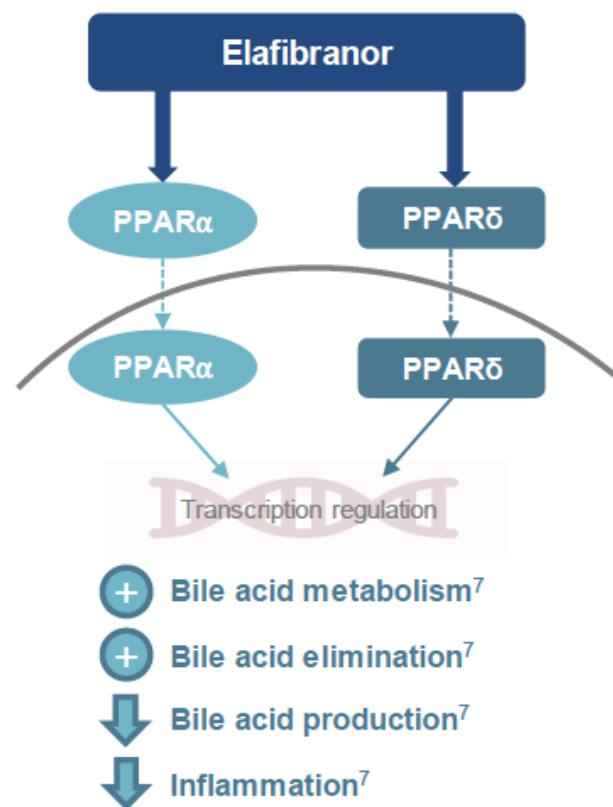 Elafibranor
PPARα PPARδ
PPARα PPARδ
Transcription regulation
+ Bile acid metabolism⁷
+ Bile acid elimination⁷
Bile acid production⁷
Inflammation⁷